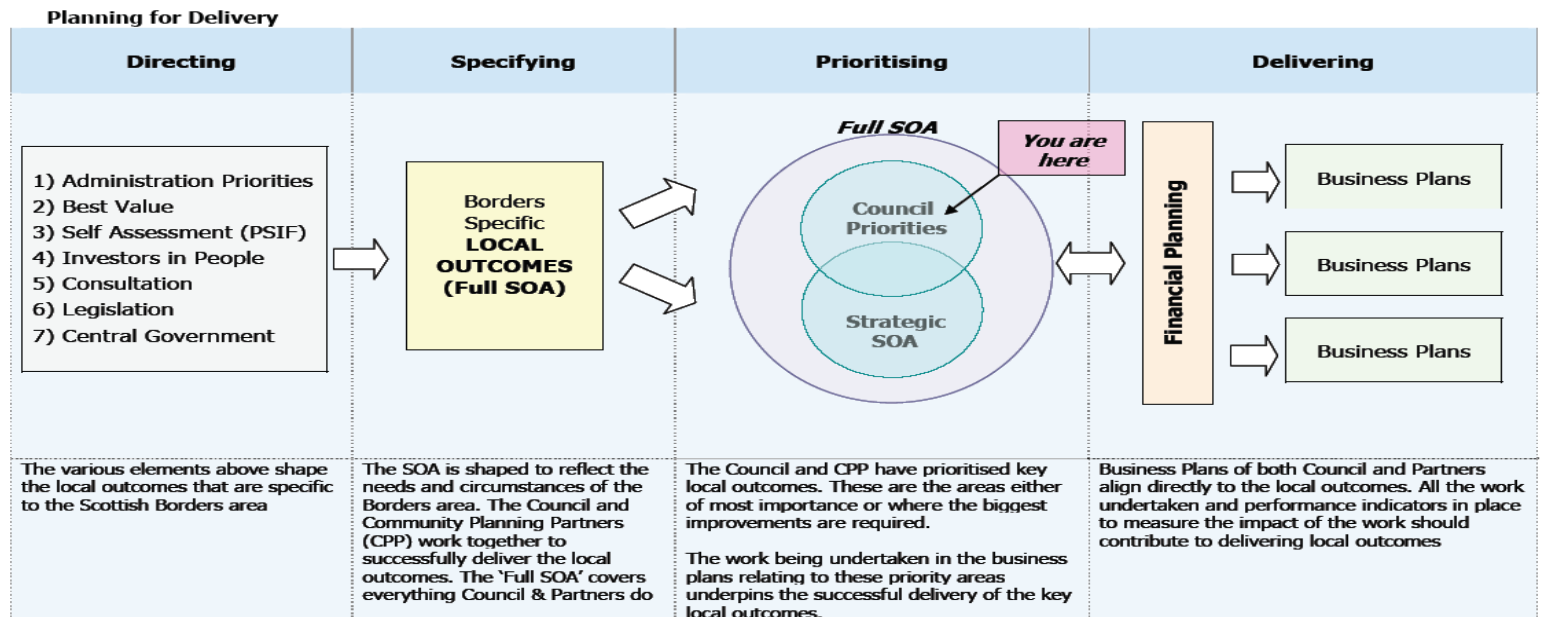 Planning for Delivery
Directing
Specifying
Prioritising
Delivering
1) Administration Priorities
2) Best Value
3) Self Assessment (PSIF)
4) Investors in People
5) Consultation
6) Legislation
7) Central Government
Borders
Specific
LOCAL
OUTCOMES
(Full SOA)
Full SOA
You are
here
Council
Priorities
Strategic
SOA
Financial Planning
Business Plans
Business Plans
Business Plans
The various elements above shape
the local outcomes that are specific
to the Scottish Borders area
The SOA is shaped to reflect the
needs and circumstances of the
Borders area. The Council and
Community Planning Partners
(CPP) work together to
successfully deliver the local
outcomes. The ‘Full SOA’ covers
everything Council & Partners do
The Council and CPP have prioritised key
local outcomes. These are the areas either
of most importance or where the biggest
improvements are required.
The work being undertaken in the business
plans relating to these priority areas
underpins the successful delivery of the key
local outcomes.
Business Plans of both Council and Partners
align directly to the local outcomes. All the work
undertaken and performance indicators in place
to measure the impact of the work should
contribute to delivering local outcomes